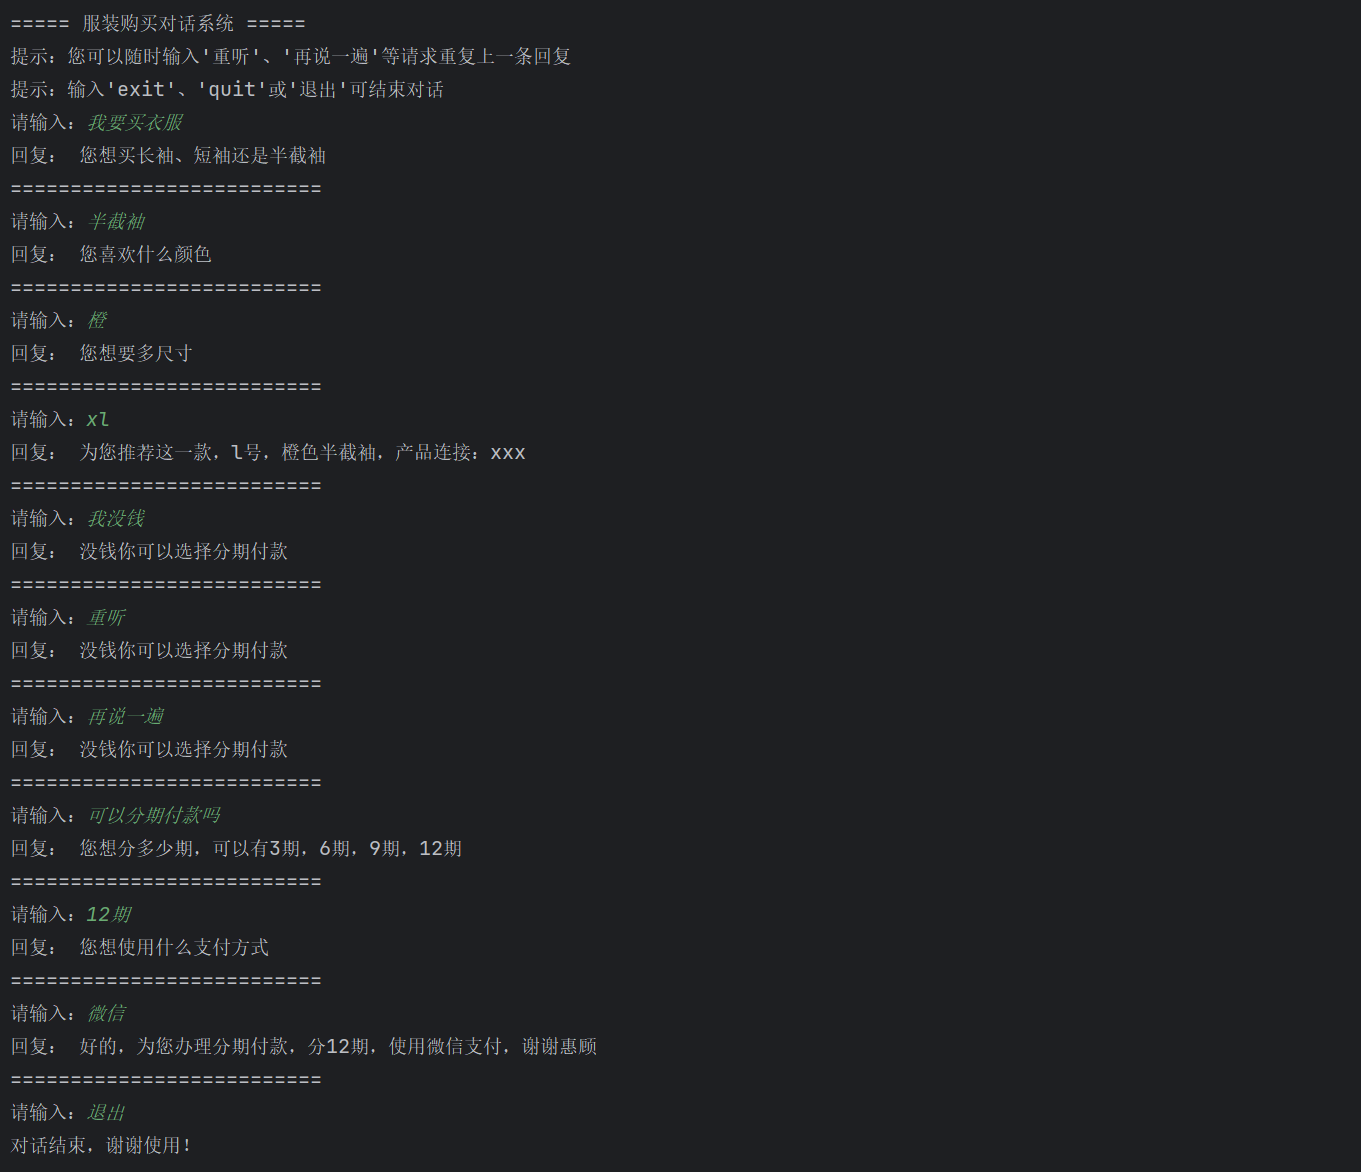 ===== 服装购买对话系统 =====
提示：您可以随时输入'重听'、'再说一遍'等请求重复上一条回复
提示：输入'exit'、'quit'或'退出'可结束对话
请输入：我要买衣服
回复： 您想买长袖、短袖还是半截袖
==========================
请输入：半截袖
回复： 您喜欢什么颜色
==========================
请输入：橙
回复： 您想要多尺寸
==========================
请输入：xl
回复： 为您推荐这一款，l号，橙色半截袖，产品连接：xxx
==========================
请输入：我没钱
回复： 没钱你可以选择分期付款
==========================
请输入：重听
回复： 没钱你可以选择分期付款
==========================
请输入：再说一遍
回复： 没钱你可以选择分期付款
==========================
请输入：可以分期付款吗
回复： 您想分多少期，可以有3期，6期，9期，12期
==========================
请输入：12期
回复： 您想使用什么支付方式
==========================
请输入：微信
回复： 好的，为您办理分期付款，分12期，使用微信支付，谢谢惠顾
==========================
请输入：退出
对话结束，谢谢使用！